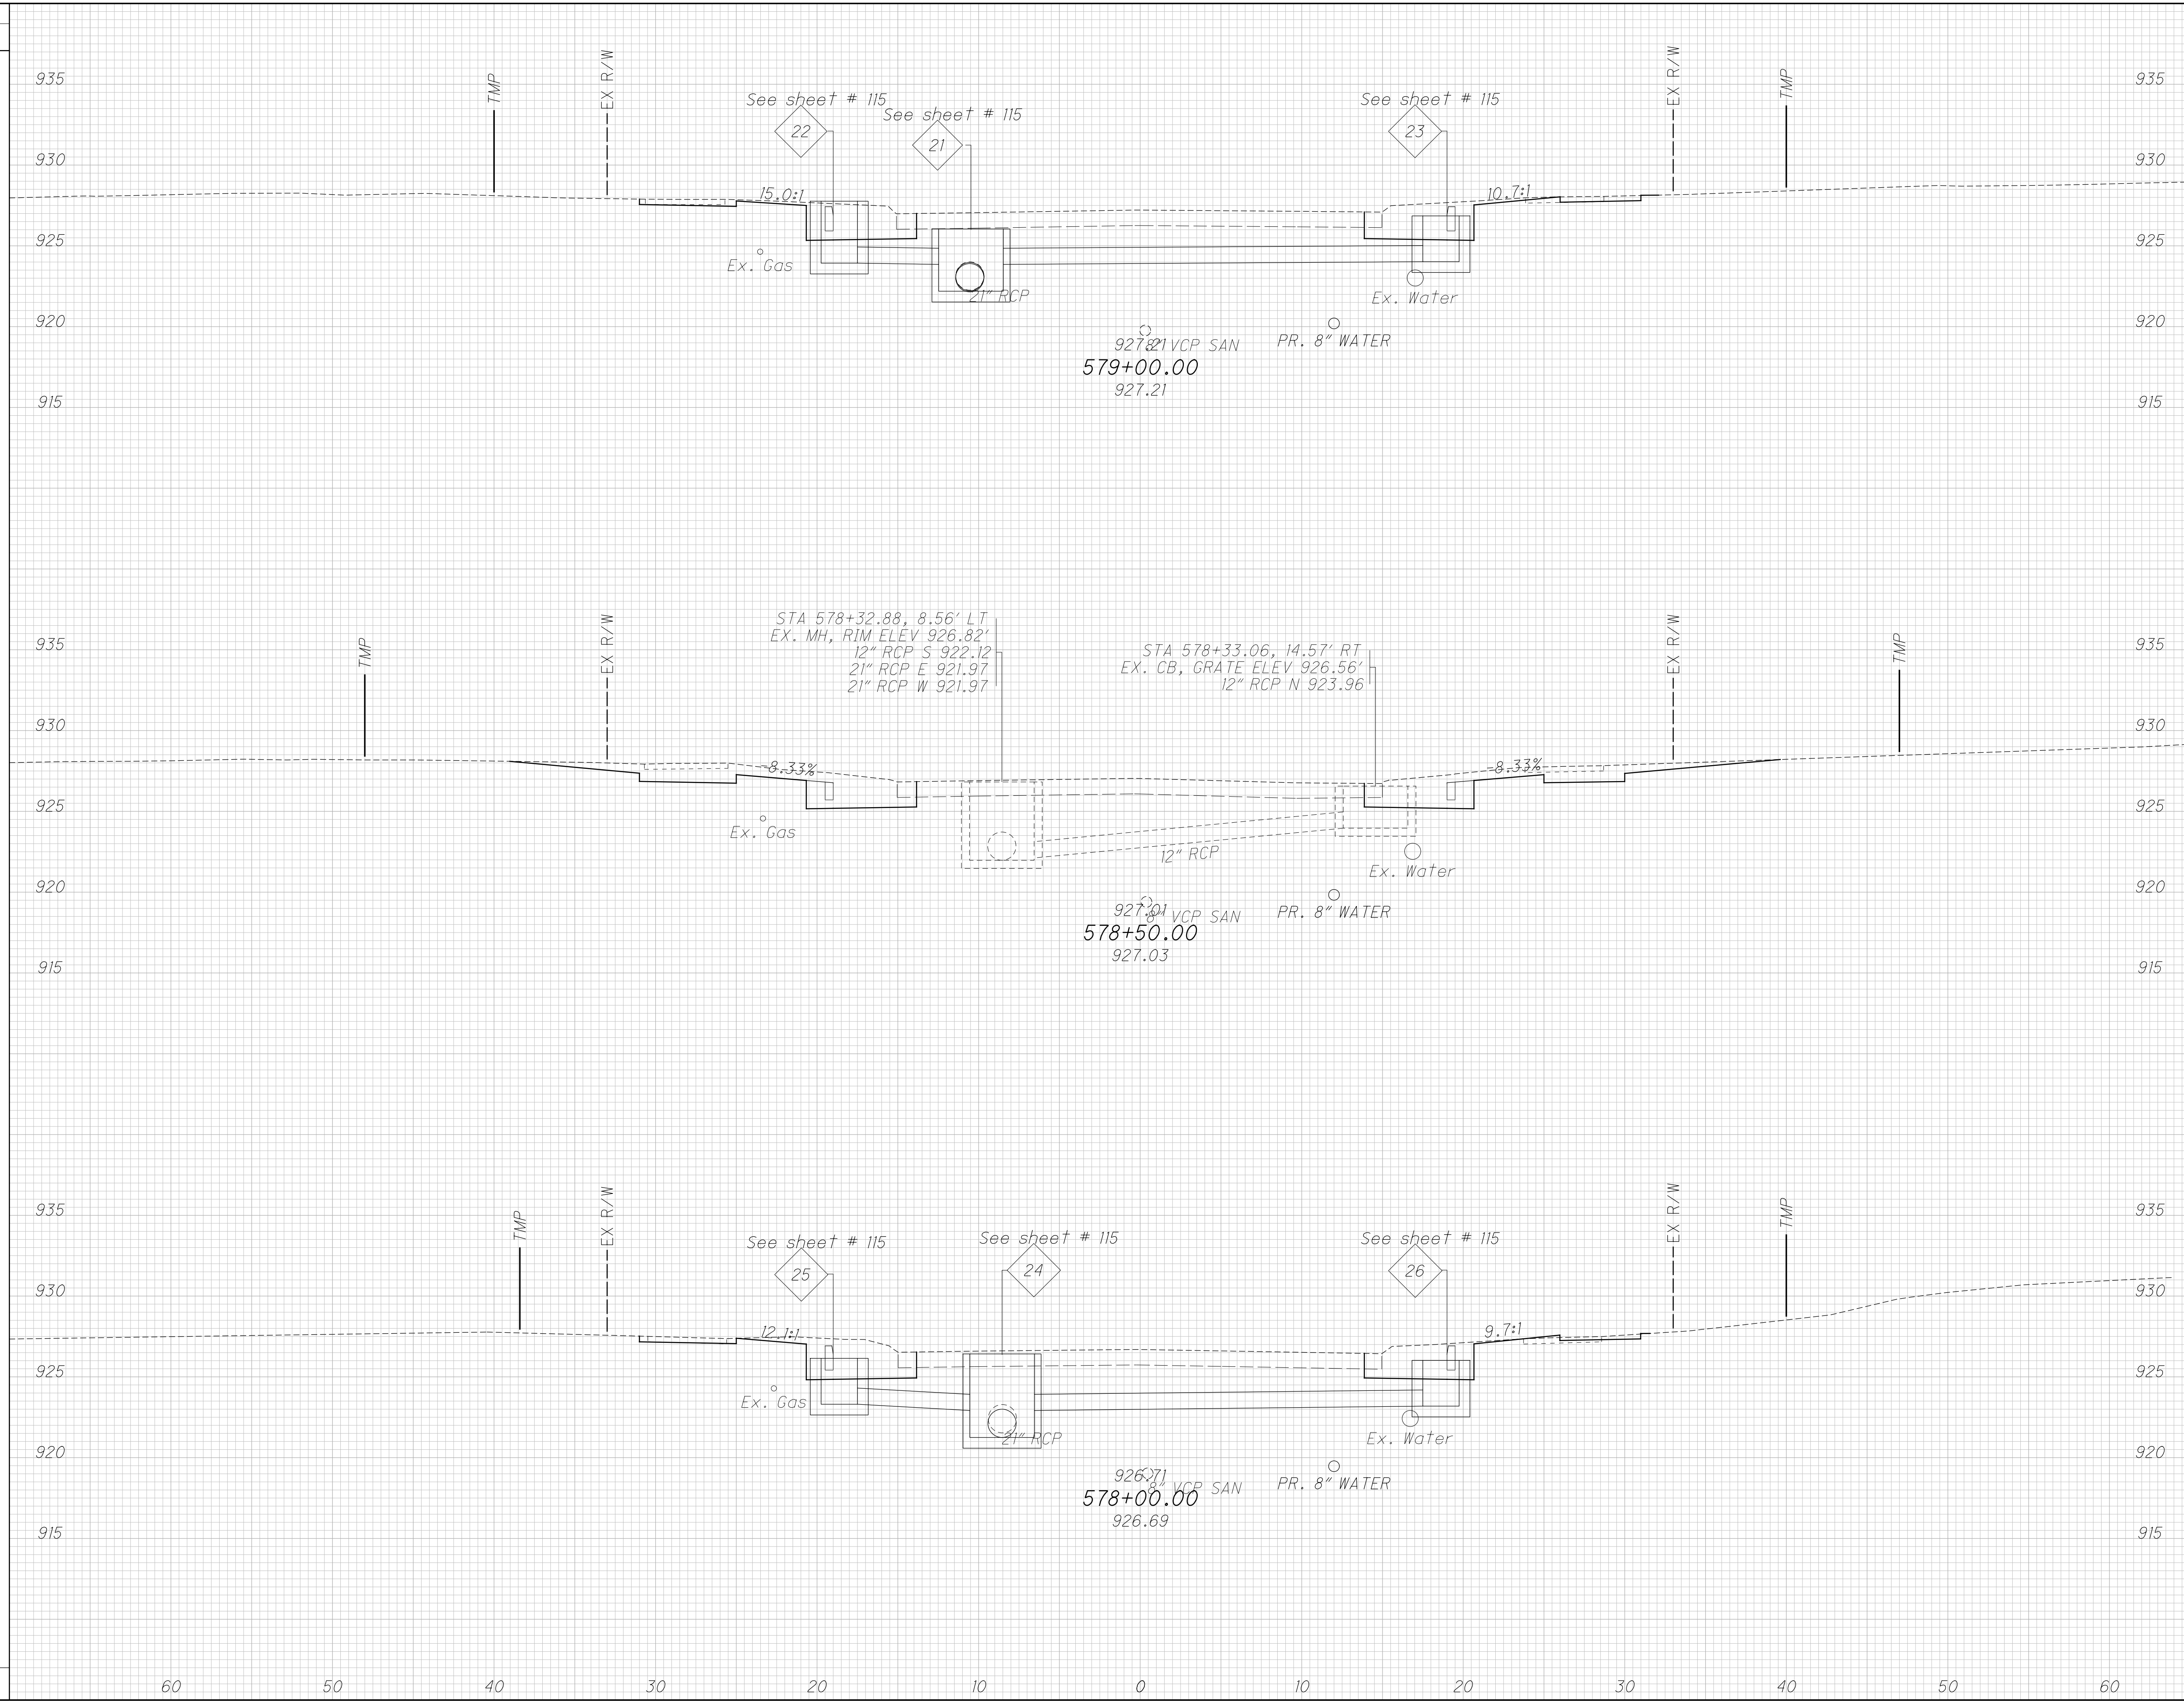 TMP
EX R/W
EX R/W
TMP
935
935
See sheet # 115
See sheet # 115
See sheet # 115
22
21
23
930
930
15.0:1
10.7:1
925
925
Ex. Gas
21" RCP
Ex. Water
920
920
927.21
8" VCP SAN
PR. 8" WATER
579+00.00
927.21
915
915
TMP
EX R/W
EX R/W
TMP
STA 578+32.88, 8.56' LT
EX. MH, RIM ELEV 926.82'
12" RCP S 922.12
21" RCP E 921.97
21" RCP W 921.97
STA 578+33.06, 14.57' RT
EX. CB, GRATE ELEV 926.56'
12" RCP N 923.96
935
935
930
930
-8.33%
-8.33%
925
925
Ex. Gas
12" RCP
Ex. Water
920
920
927.01
8" VCP SAN
PR. 8" WATER
578+50.00
927.03
915
915
TMP
EX R/W
EX R/W
TMP
935
935
See sheet # 115
See sheet # 115
See sheet # 115
25
24
26
930
930
12.1:1
9.7:1
925
925
Ex. Gas
21" RCP
Ex. Water
920
920
926.71
8" VCP SAN
PR. 8" WATER
578+00.00
926.69
915
915
60 50 40 30 20 10 0 10 20 30 40 50 60